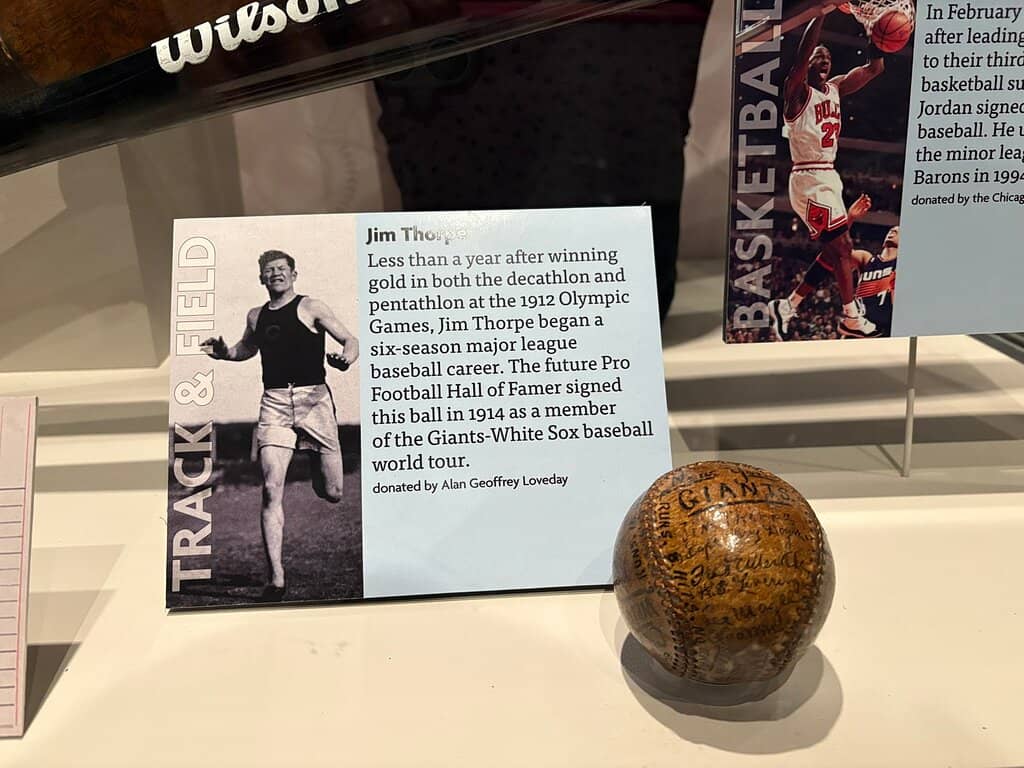 Wilson
TRACK & FIELD
Jim Thorpe
Less than a year after winning
gold in both the decathlon and
pentathlon at the 1912 Olympic
Games, Jim Thorpe began a
six-season major league
baseball career. The future Pro
Football Hall of Famer signed
this ball in 1914 as a member
of the Giants-White Sox baseball
world tour.
donated by Alan Geoffrey Loveday
BASKETBALL
BULLS
23
SUNS
7
In February
after leading
to their third
basketball su
Jordan signed
baseball. He u
the minor leag
Barons in 1994
donated by the Chicag
GIANTS
RUNS